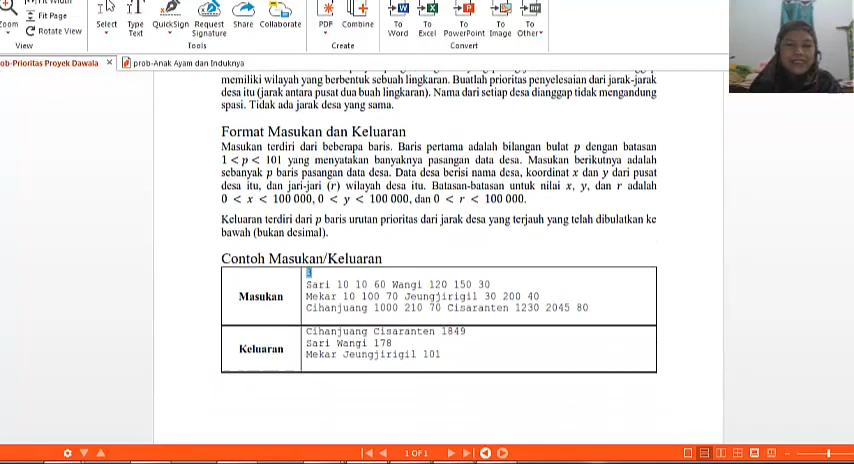 Zoom
Fit Width
Fit Page
Rotate View
View
Select
Type Text
QuickSign
Request Signature
Share
Collaborate
Tools
PDF
Combine
Create
To Word
To Excel
To PowerPoint
To Image
To Other
Convert
ob-Prioritas Proyek Dawala
prob-Anak Ayam dan Induknya
memiliki wilayah yang berbentuk sebuah lingkaran. Buatlah prioritas penyelesaian dari jarak-jarak
desa itu (jarak antara pusat dua buah lingkaran). Nama dari setiap desa dianggap tidak mengandung
spasi. Tidak ada jarak desa yang sama.
Format Masukan dan Keluaran
Masukan terdiri dari beberapa baris. Baris pertama adalah bilangan bulat p dengan batasan
1 < p < 101 yang menyatakan banyaknya pasangan data desa. Masukan berikutnya adalah
sebanyak p baris pasangan data desa. Data desa berisi nama desa, koordinat x dan y dari pusat
desa itu, dan jari-jari (r) wilayah desa itu. Batasan-batasan untuk nilai x, y, dan r adalah
0 < x < 100 000, 0 < y < 100 000, dan 0 < r < 100 000.
Keluaran terdiri dari p baris urutan prioritas dari jarak desa yang terjauh yang telah dibulatkan ke
bawah (bukan desimal).
Contoh Masukan/Keluaran
Masukan
3
Sari 10 10 60 Wangi 120 150 30
Mekar 10 100 70 Jeungjirigil 30 200 40
Cihanjuang 1000 210 70 Cisaranten 1230 2045 80
Keluaran
Cihanjuang Cisaranten 1849
Sari Wangi 178
Mekar Jeungjirigil 101
1 OF 1